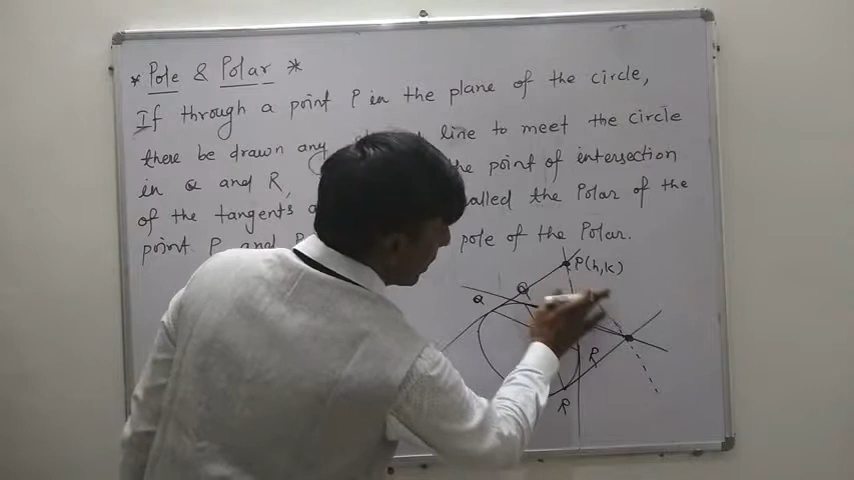 * Pole & Polar *
If through a point P in the plane of the circle,
there be drawn any line to meet the circle
in Q and R, the point of intersection
of the tangent's called the Polar of the
point P and pole of the Polar.
P(h,k)
Q
Q
R
R